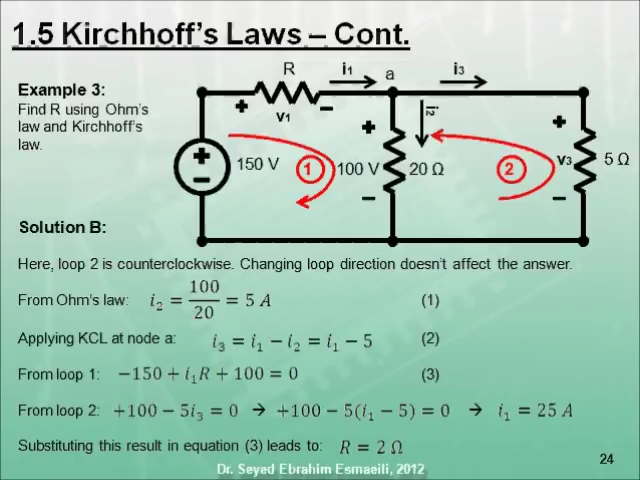 1.5 Kirchhoff's Laws – Cont.
Example 3:
Find R using Ohm's
law and Kirchhoff's
law.
R
i₁
a
i₃
+ v₁ −
i₂
+
−
150 V
1
+
100 V
−
20 Ω
2
+
v₃
−
5 Ω
Solution B:
Here, loop 2 is counterclockwise. Changing loop direction doesn't affect the answer.
From Ohm's law: i₂ = 100/20 = 5 A (1)
Applying KCL at node a: i₃ = i₁ − i₂ = i₁ − 5 (2)
From loop 1: −150 + i₁R + 100 = 0 (3)
From loop 2: +100 − 5i₃ = 0 → +100 − 5(i₁ − 5) = 0 → i₁ = 25 A
Substituting this result in equation (3) leads to: R = 2 Ω
24
Dr. Seyed Ebrahim Esmaeili, 2012